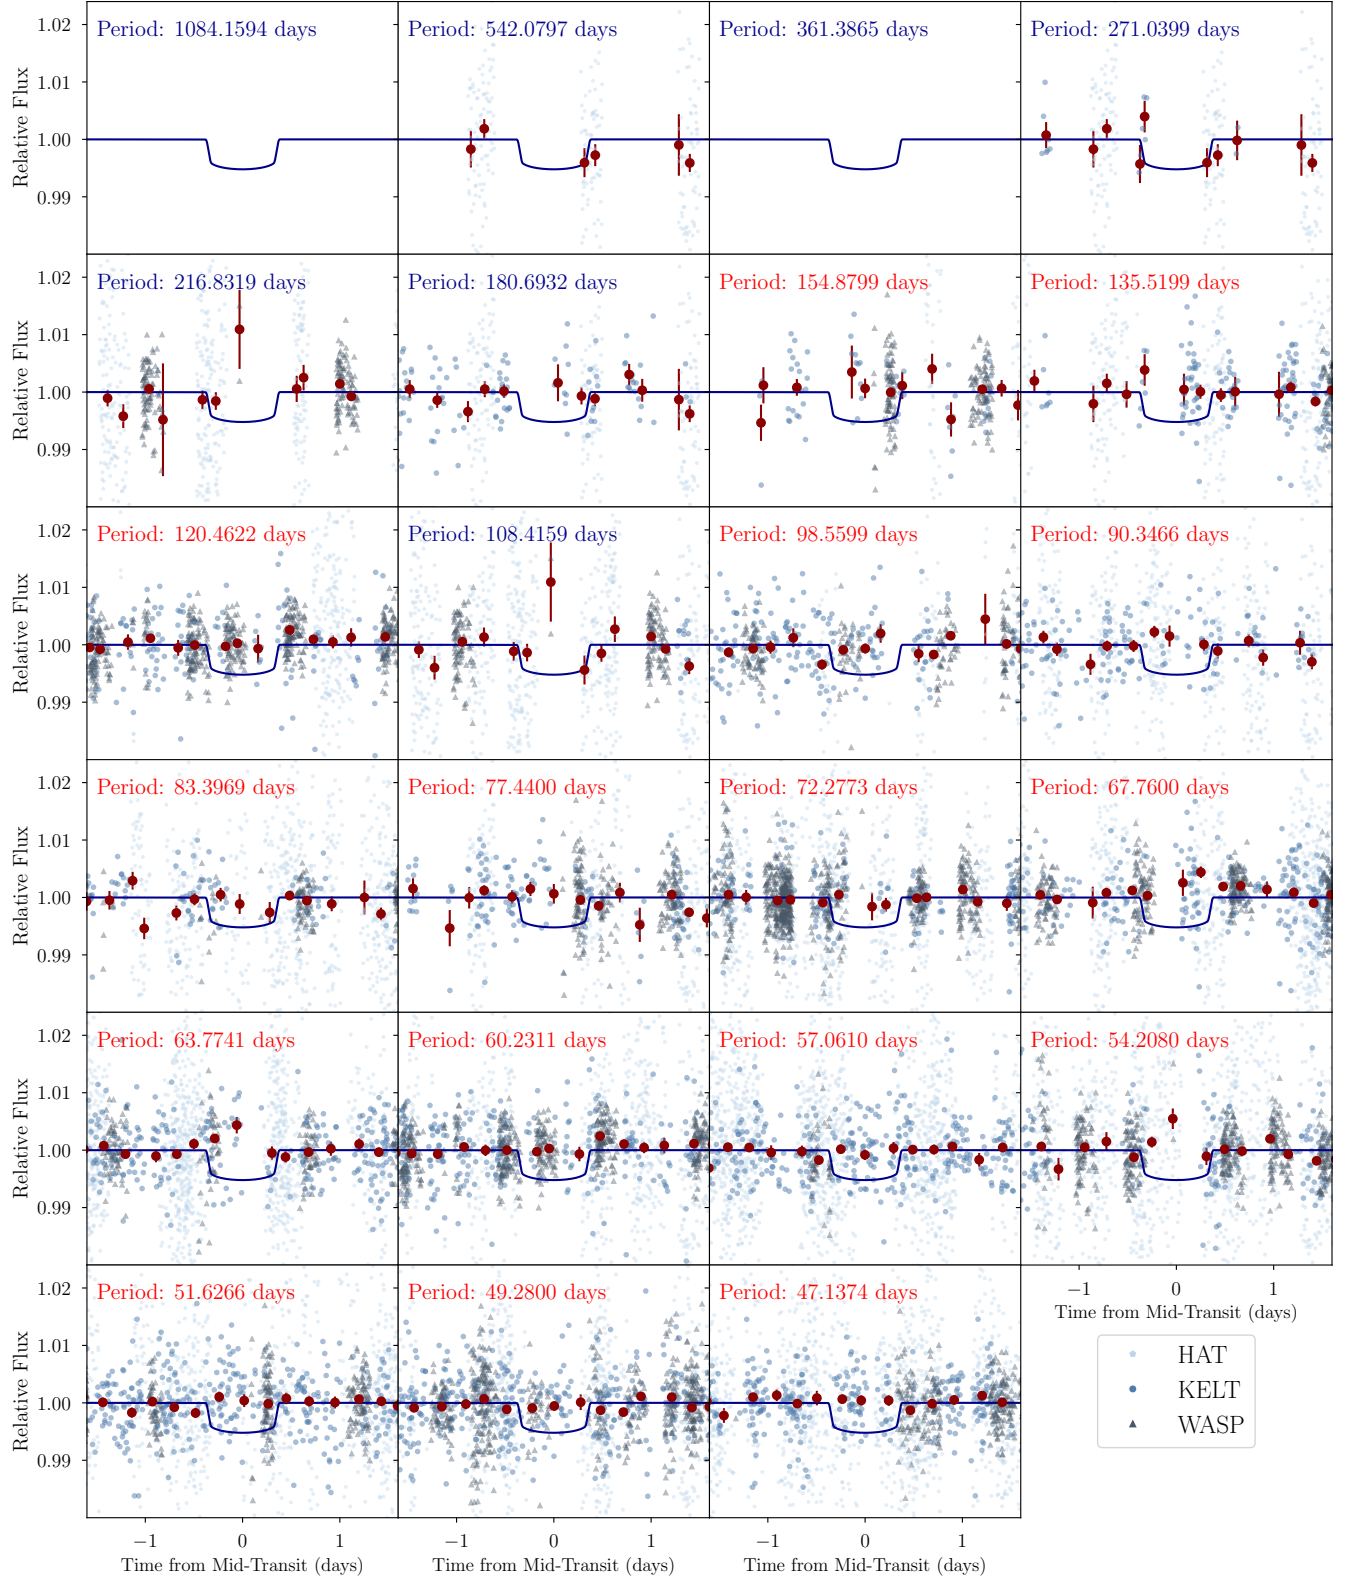 Period: 1084.1594 days
Period: 542.0797 days
Period: 361.3865 days
Period: 271.0399 days
1.02
1.01
1.00
0.99
Relative Flux
Period: 216.8319 days
Period: 180.6932 days
Period: 154.8799 days
Period: 135.5199 days
1.02
1.01
1.00
0.99
Relative Flux
Period: 120.4622 days
Period: 108.4159 days
Period: 98.5599 days
Period: 90.3466 days
1.02
1.01
1.00
0.99
Relative Flux
Period: 83.3969 days
Period: 77.4400 days
Period: 72.2773 days
Period: 67.7600 days
1.02
1.01
1.00
0.99
Relative Flux
Period: 63.7741 days
Period: 60.2311 days
Period: 57.0610 days
Period: 54.2080 days
1.02
1.01
1.00
0.99
Relative Flux
−1 0 1
Time from Mid-Transit (days)
Period: 51.6266 days
Period: 49.2800 days
Period: 47.1374 days
1.02
1.01
1.00
0.99
Relative Flux
HAT
KELT
WASP
−1 0 1
Time from Mid-Transit (days)
−1 0 1
Time from Mid-Transit (days)
−1 0 1
Time from Mid-Transit (days)